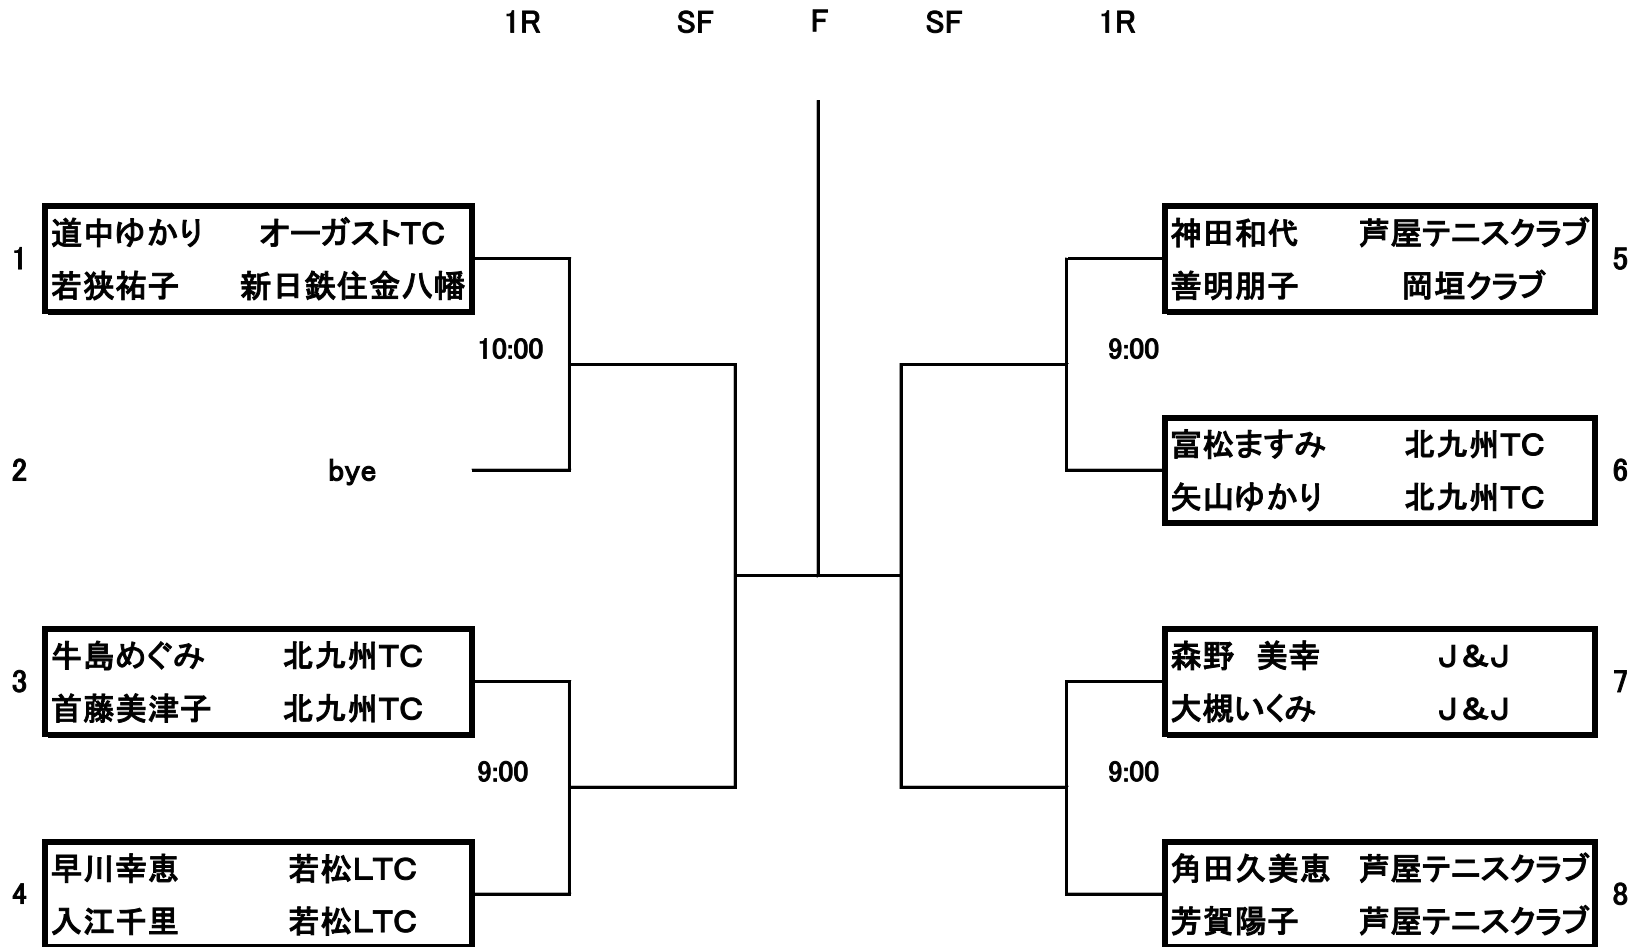 1R SF F SF 1R
1 道中ゆかり オーガストTC
若狭祐子 新日鉄住金八幡
10:00
2 bye
3 牛島めぐみ 北九州TC
首藤美津子 北九州TC
9:00
4 早川幸恵 若松LTC
入江千里 若松LTC
神田和代 芦屋テニスクラブ 5
善明朋子 岡垣クラブ
9:00
富松ますみ 北九州TC 6
矢山ゆかり 北九州TC
森野　美幸 J&J 7
大槻いくみ J&J
9:00
角田久美恵 芦屋テニスクラブ 8
芳賀陽子 芦屋テニスクラブ